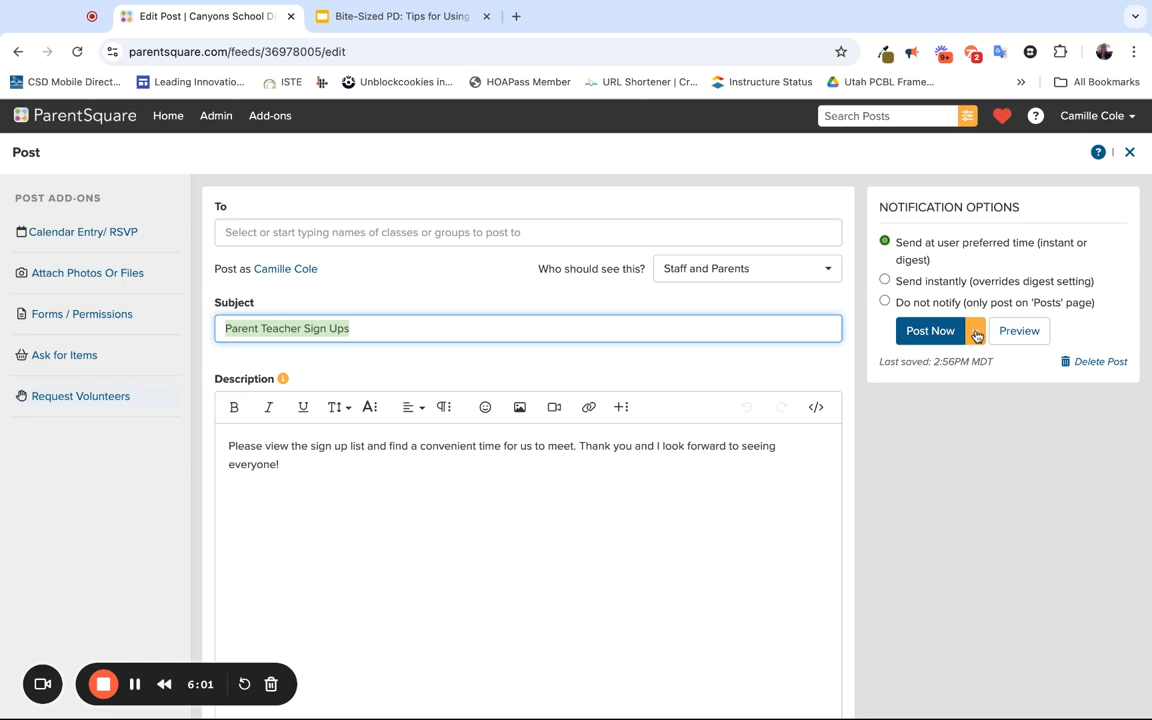 Edit Post | Canyons School Di
Bite-Sized PD: Tips for Using
parentsquare.com/feeds/36978005/edit
9+
2
CSD Mobile Direct...
Leading Innovatio...
ISTE
Unblockcookies in...
HOAPass Member
URL Shortener | Cr...
Instructure Status
Utah PCBL Frame...
»
All Bookmarks
ParentSquare
Home
Admin
Add-ons
Search Posts
?
Camille Cole
Post
? |
POST ADD-ONS
Calendar Entry/ RSVP
Attach Photos Or Files
Forms / Permissions
Ask for Items
Request Volunteers
To
Select or start typing names of classes or groups to post to
Post as Camille Cole
Who should see this?
Staff and Parents
Subject
Parent Teacher Sign Ups
Description
Please view the sign up list and find a convenient time for us to meet. Thank you and I look forward to seeing
everyone!
NOTIFICATION OPTIONS
Send at user preferred time (instant or
digest)
Send instantly (overrides digest setting)
Do not notify (only post on 'Posts' page)
Post Now
Preview
Last saved: 2:56PM MDT
Delete Post
6:01